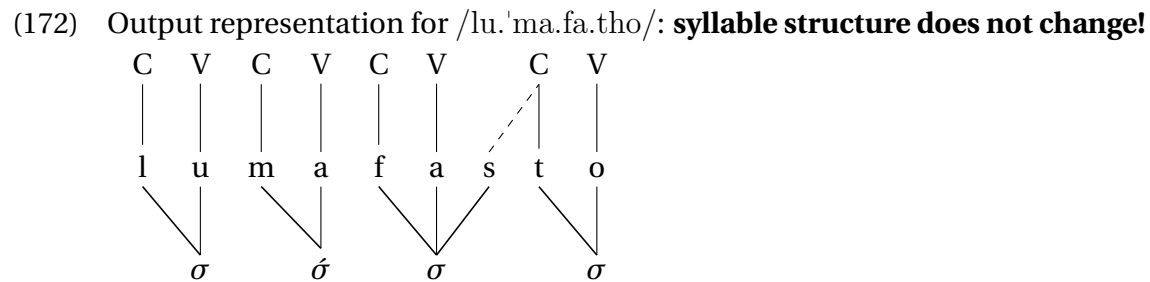 (172) Output representation for /lu.ˈma.fa.tho/: syllable structure does not change!
C V C V C V C V
l u m a f a s t o
σ σ́ σ σ